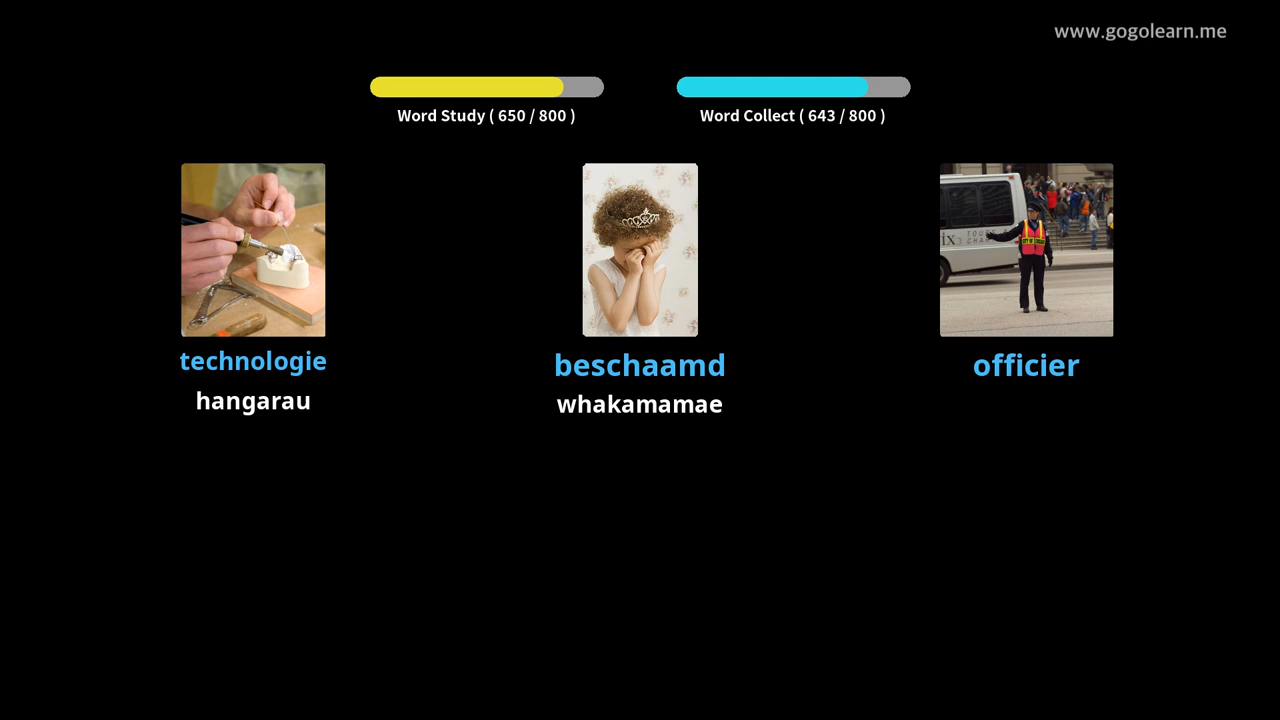 www.gogolearn.me
Word Study ( 650 / 800 )
Word Collect ( 643 / 800 )
technologie
beschaamd
officier
hangarau
whakamamae